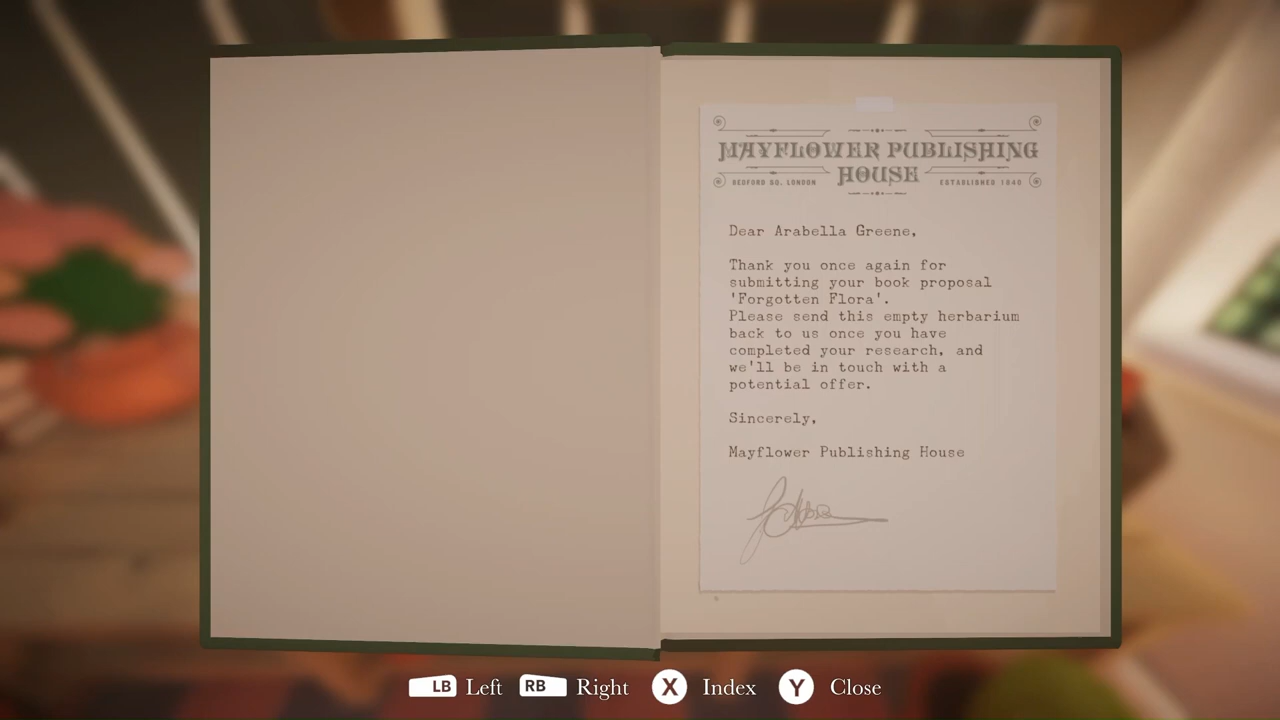 MAYFLOWER PUBLISHING
HOUSE
BEDFORD SQ. LONDON
ESTABLISHED 1840
Dear Arabella Greene,
Thank you once again for
submitting your book proposal
'Forgotten Flora'.
Please send this empty herbarium
back to us once you have
completed your research, and
we'll be in touch with a
potential offer.
Sincerely,
Mayflower Publishing House
LB Left RB Right X Index Y Close